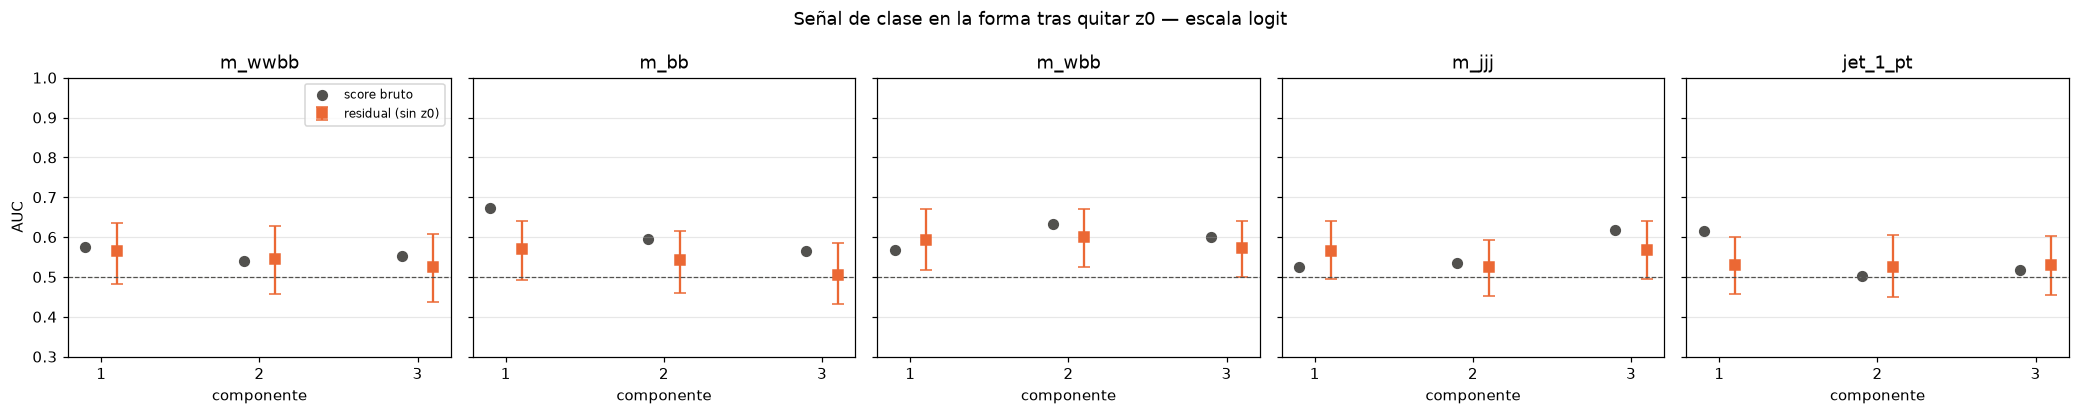 Señal de clase en la forma tras quitar z0 — escala logit
m_wwbb
m_bb
m_wbb
m_jjj
jet_1_pt
score bruto
residual (sin z0)
AUC
1.0
0.9
0.8
0.7
0.6
0.5
0.4
0.3
1 2 3
1 2 3
1 2 3
1 2 3
1 2 3
componente
componente
componente
componente
componente